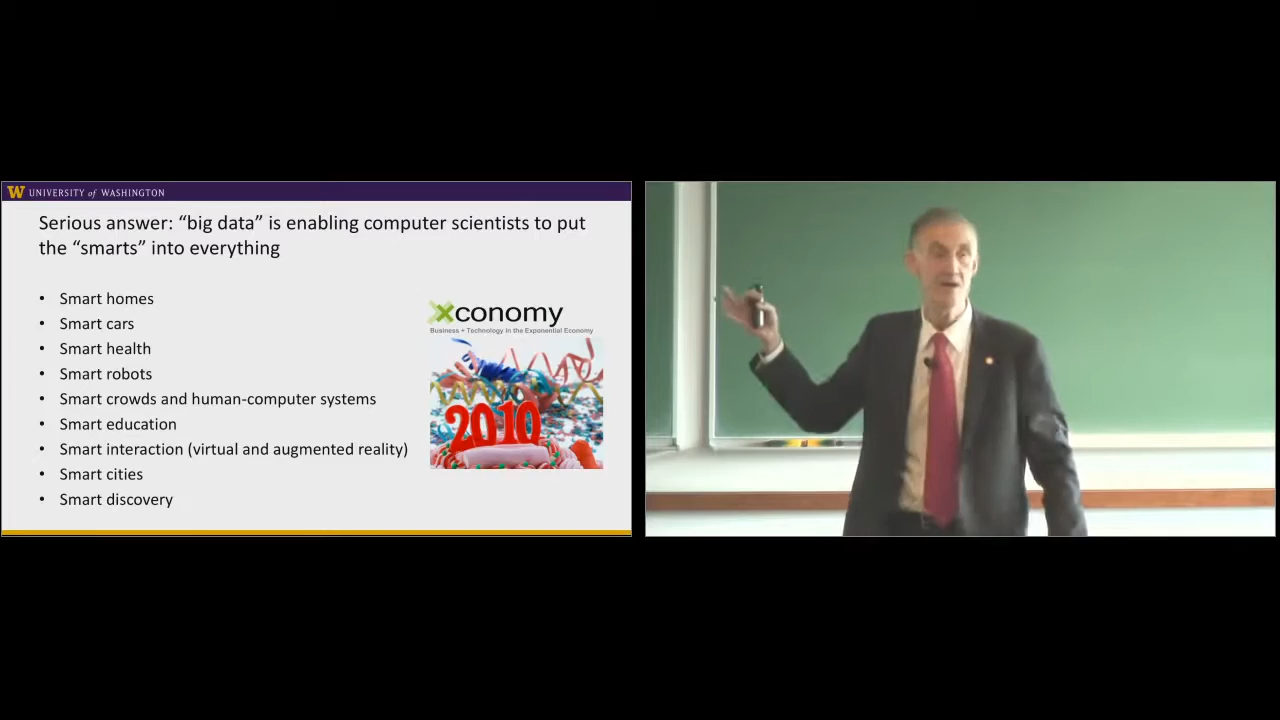 W UNIVERSITY of WASHINGTON
Serious answer: “big data” is enabling computer scientists to put
the “smarts” into everything
• Smart homes
• Smart cars
• Smart health
• Smart robots
• Smart crowds and human-computer systems
• Smart education
• Smart interaction (virtual and augmented reality)
• Smart cities
• Smart discovery
xconomy
Business + Technology in the Exponential Economy
2010